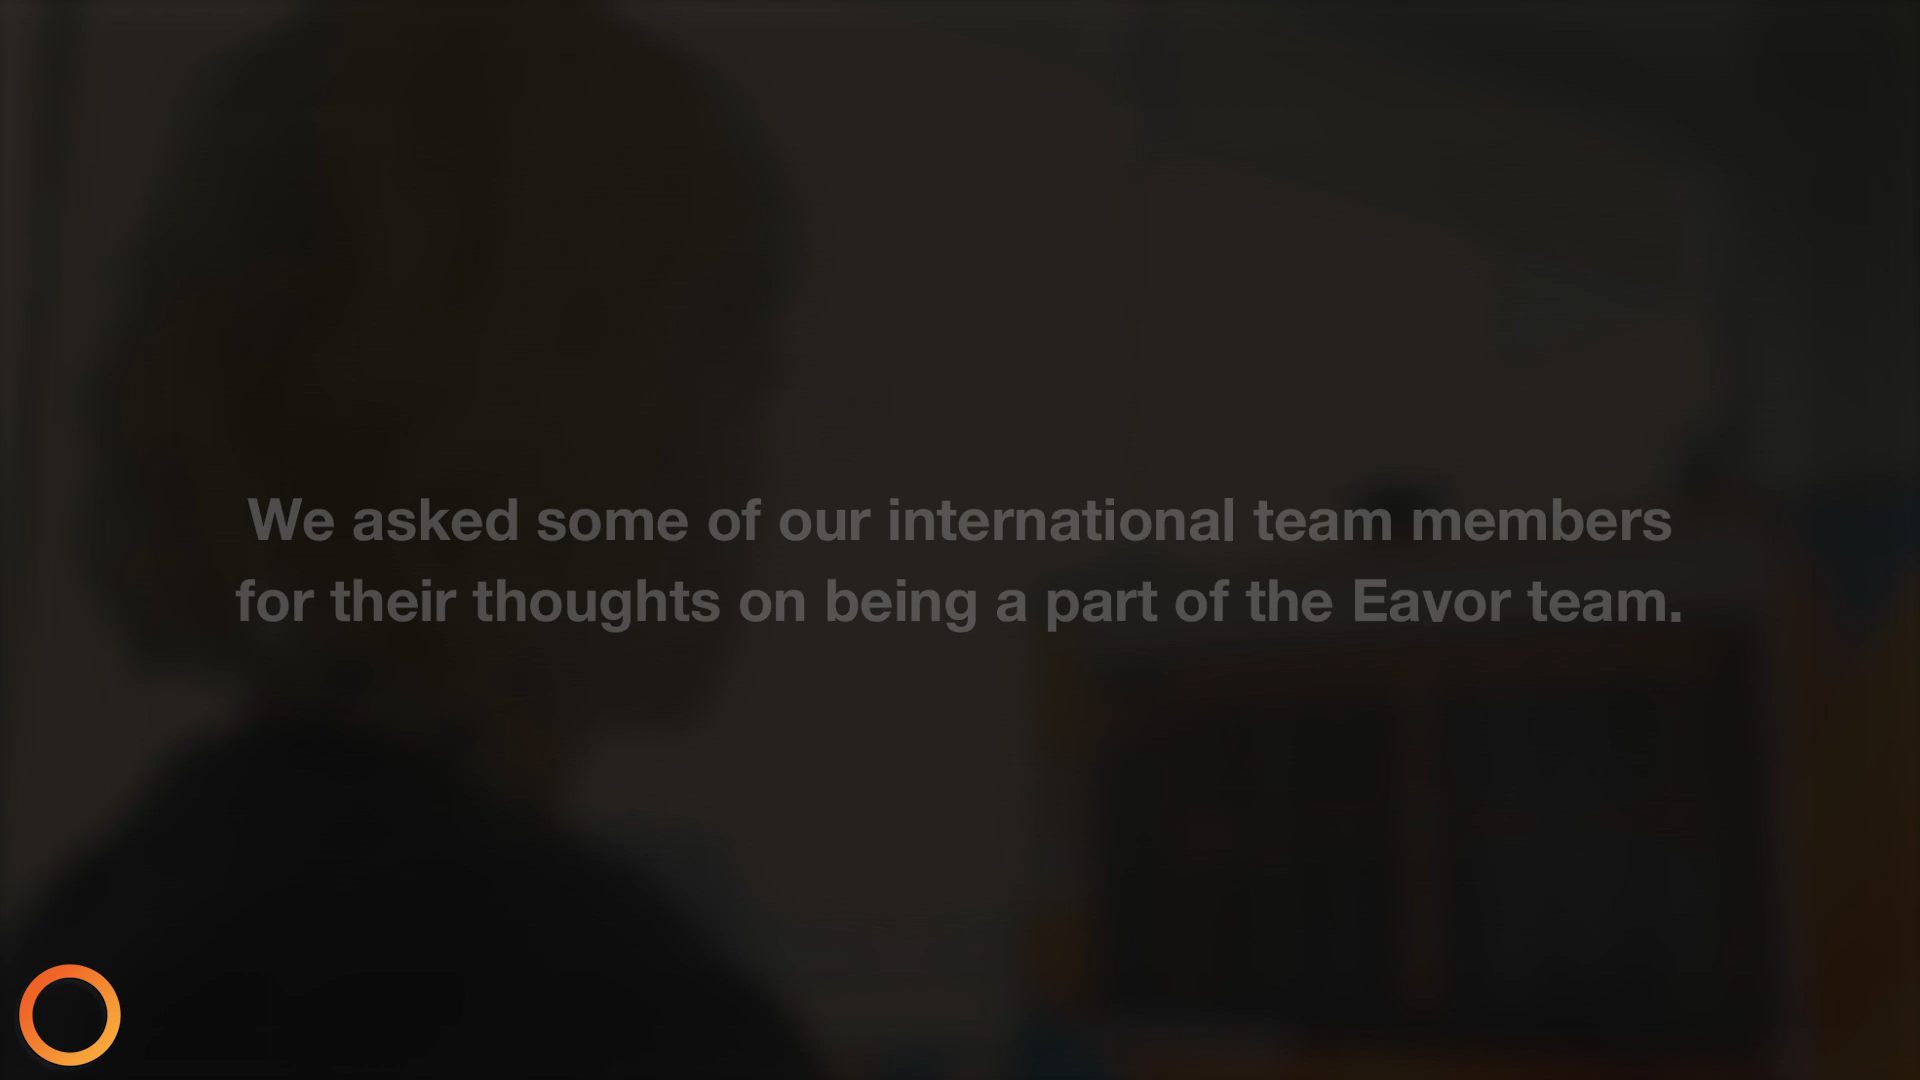 We asked some of our international team members
for their thoughts on being a part of the Eavor team.